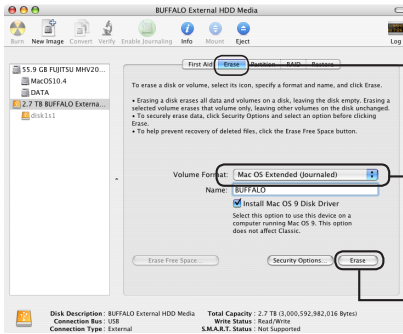 BUFFALO External HDD Media
Burn New Image Convert Verify Enable Journaling Info Mount Eject Log
First Aid Erase Partition RAID Restore
55.9 GB FUJITSU MHV20...
MacOS10.4
DATA
2.7 TB BUFFALO Externa...
disk1s1
To erase a disk or volume, select its icon, specify a format and name, and click Erase.
• Erasing a disk erases all data and volumes on a disk, leaving the disk empty. Erasing a
selected volume erases that volume only, leaving other volumes on the disk unchanged.
• To securely erase data, click Security Options and select an option before clicking
Erase.
• To help prevent recovery of deleted files, click the Erase Free Space button.
Volume Format: Mac OS Extended (Journaled)
Name: BUFFALO
Install Mac OS 9 Disk Driver
Select this option to use this device on a
computer running Mac OS 9. This option
does not affect Classic.
Erase Free Space... Security Options... Erase
Disk Description : BUFFALO External HDD Media Total Capacity : 2.7 TB (3,000,592,982,016 Bytes)
Connection Bus : USB Write Status : Read/Write
Connection Type : External S.M.A.R.T. Status : Not Supported